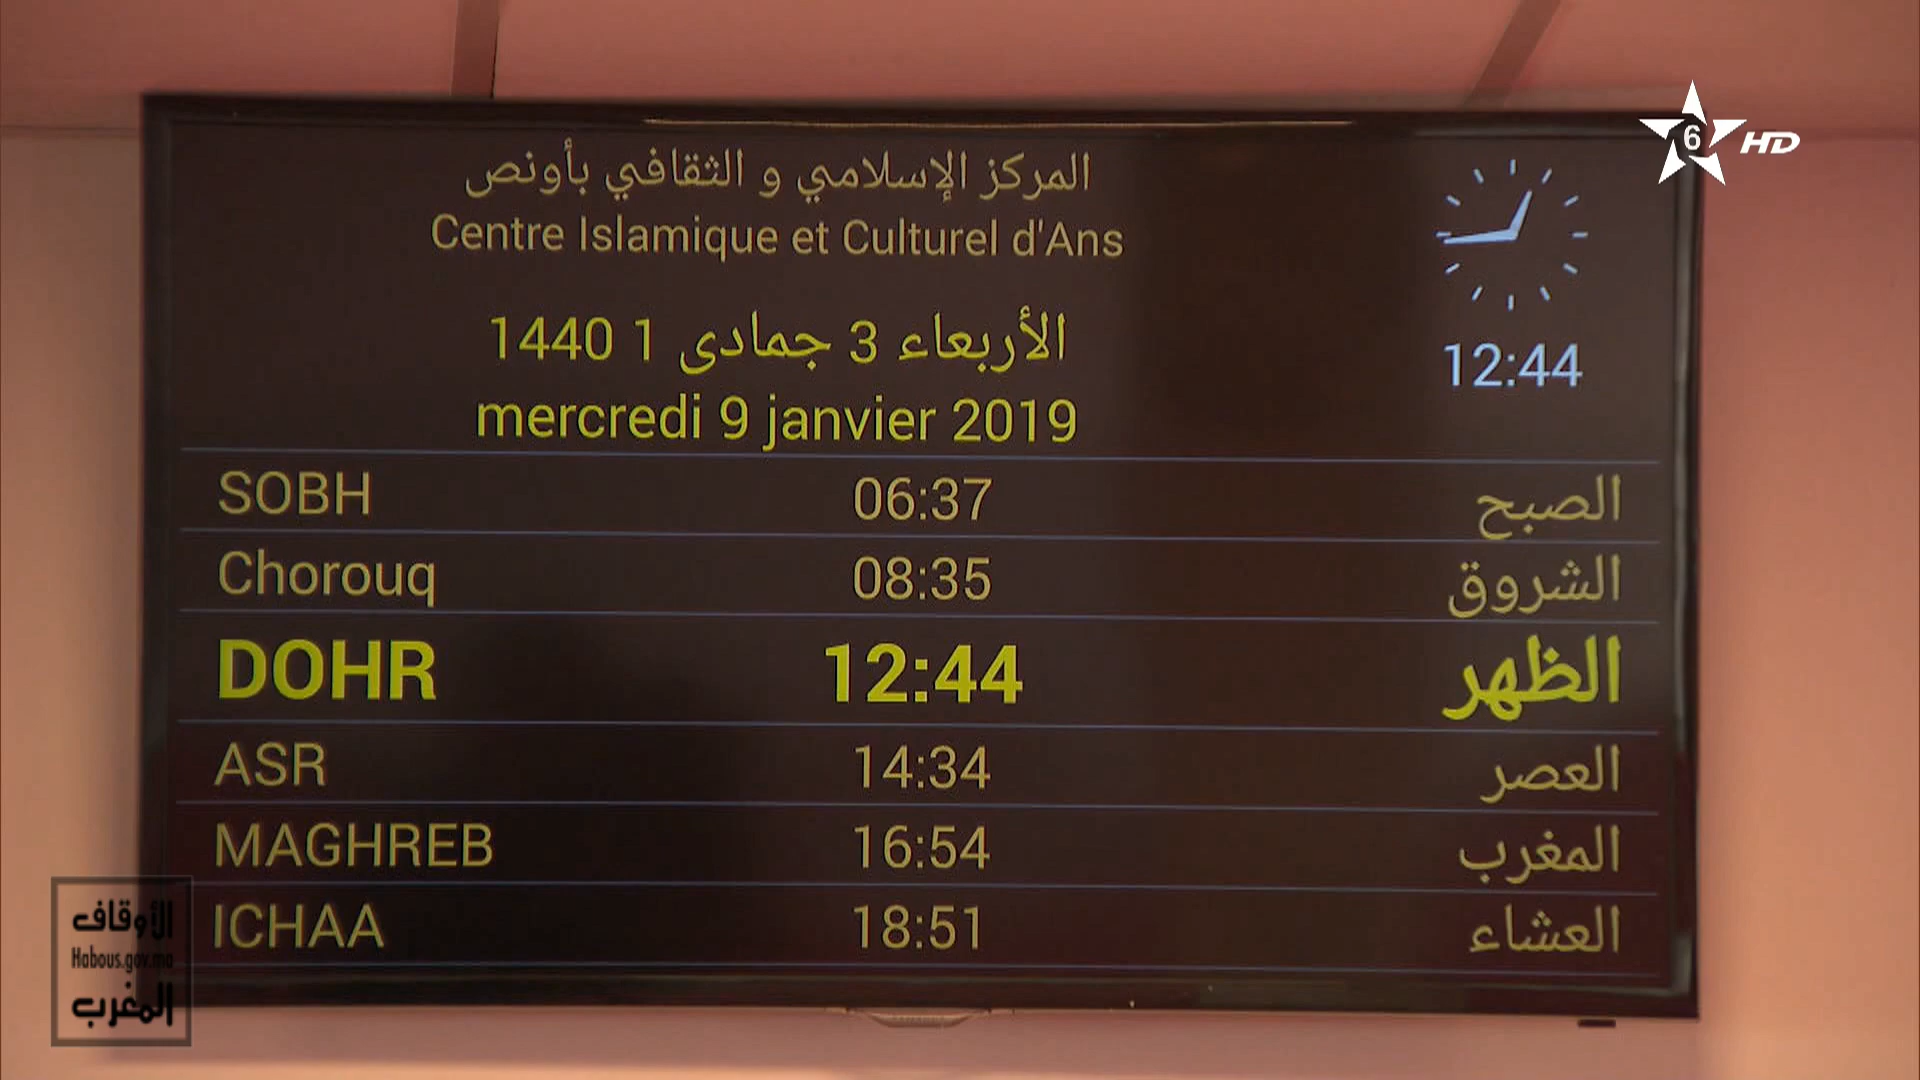 المركز الإسلامي و الثقافي بأونص
Centre Islamique et Culturel d'Ans
الأربعاء 3 جمادى 1 1440
mercredi 9 janvier 2019
12:44
SOBH 06:37 الصبح
Chorouq 08:35 الشروق
DOHR 12:44 الظهر
ASR 14:34 العصر
MAGHREB 16:54 المغرب
ICHAA 18:51 العشاء
6 HD
الأوقاف
Habous.gov.ma
المغرب